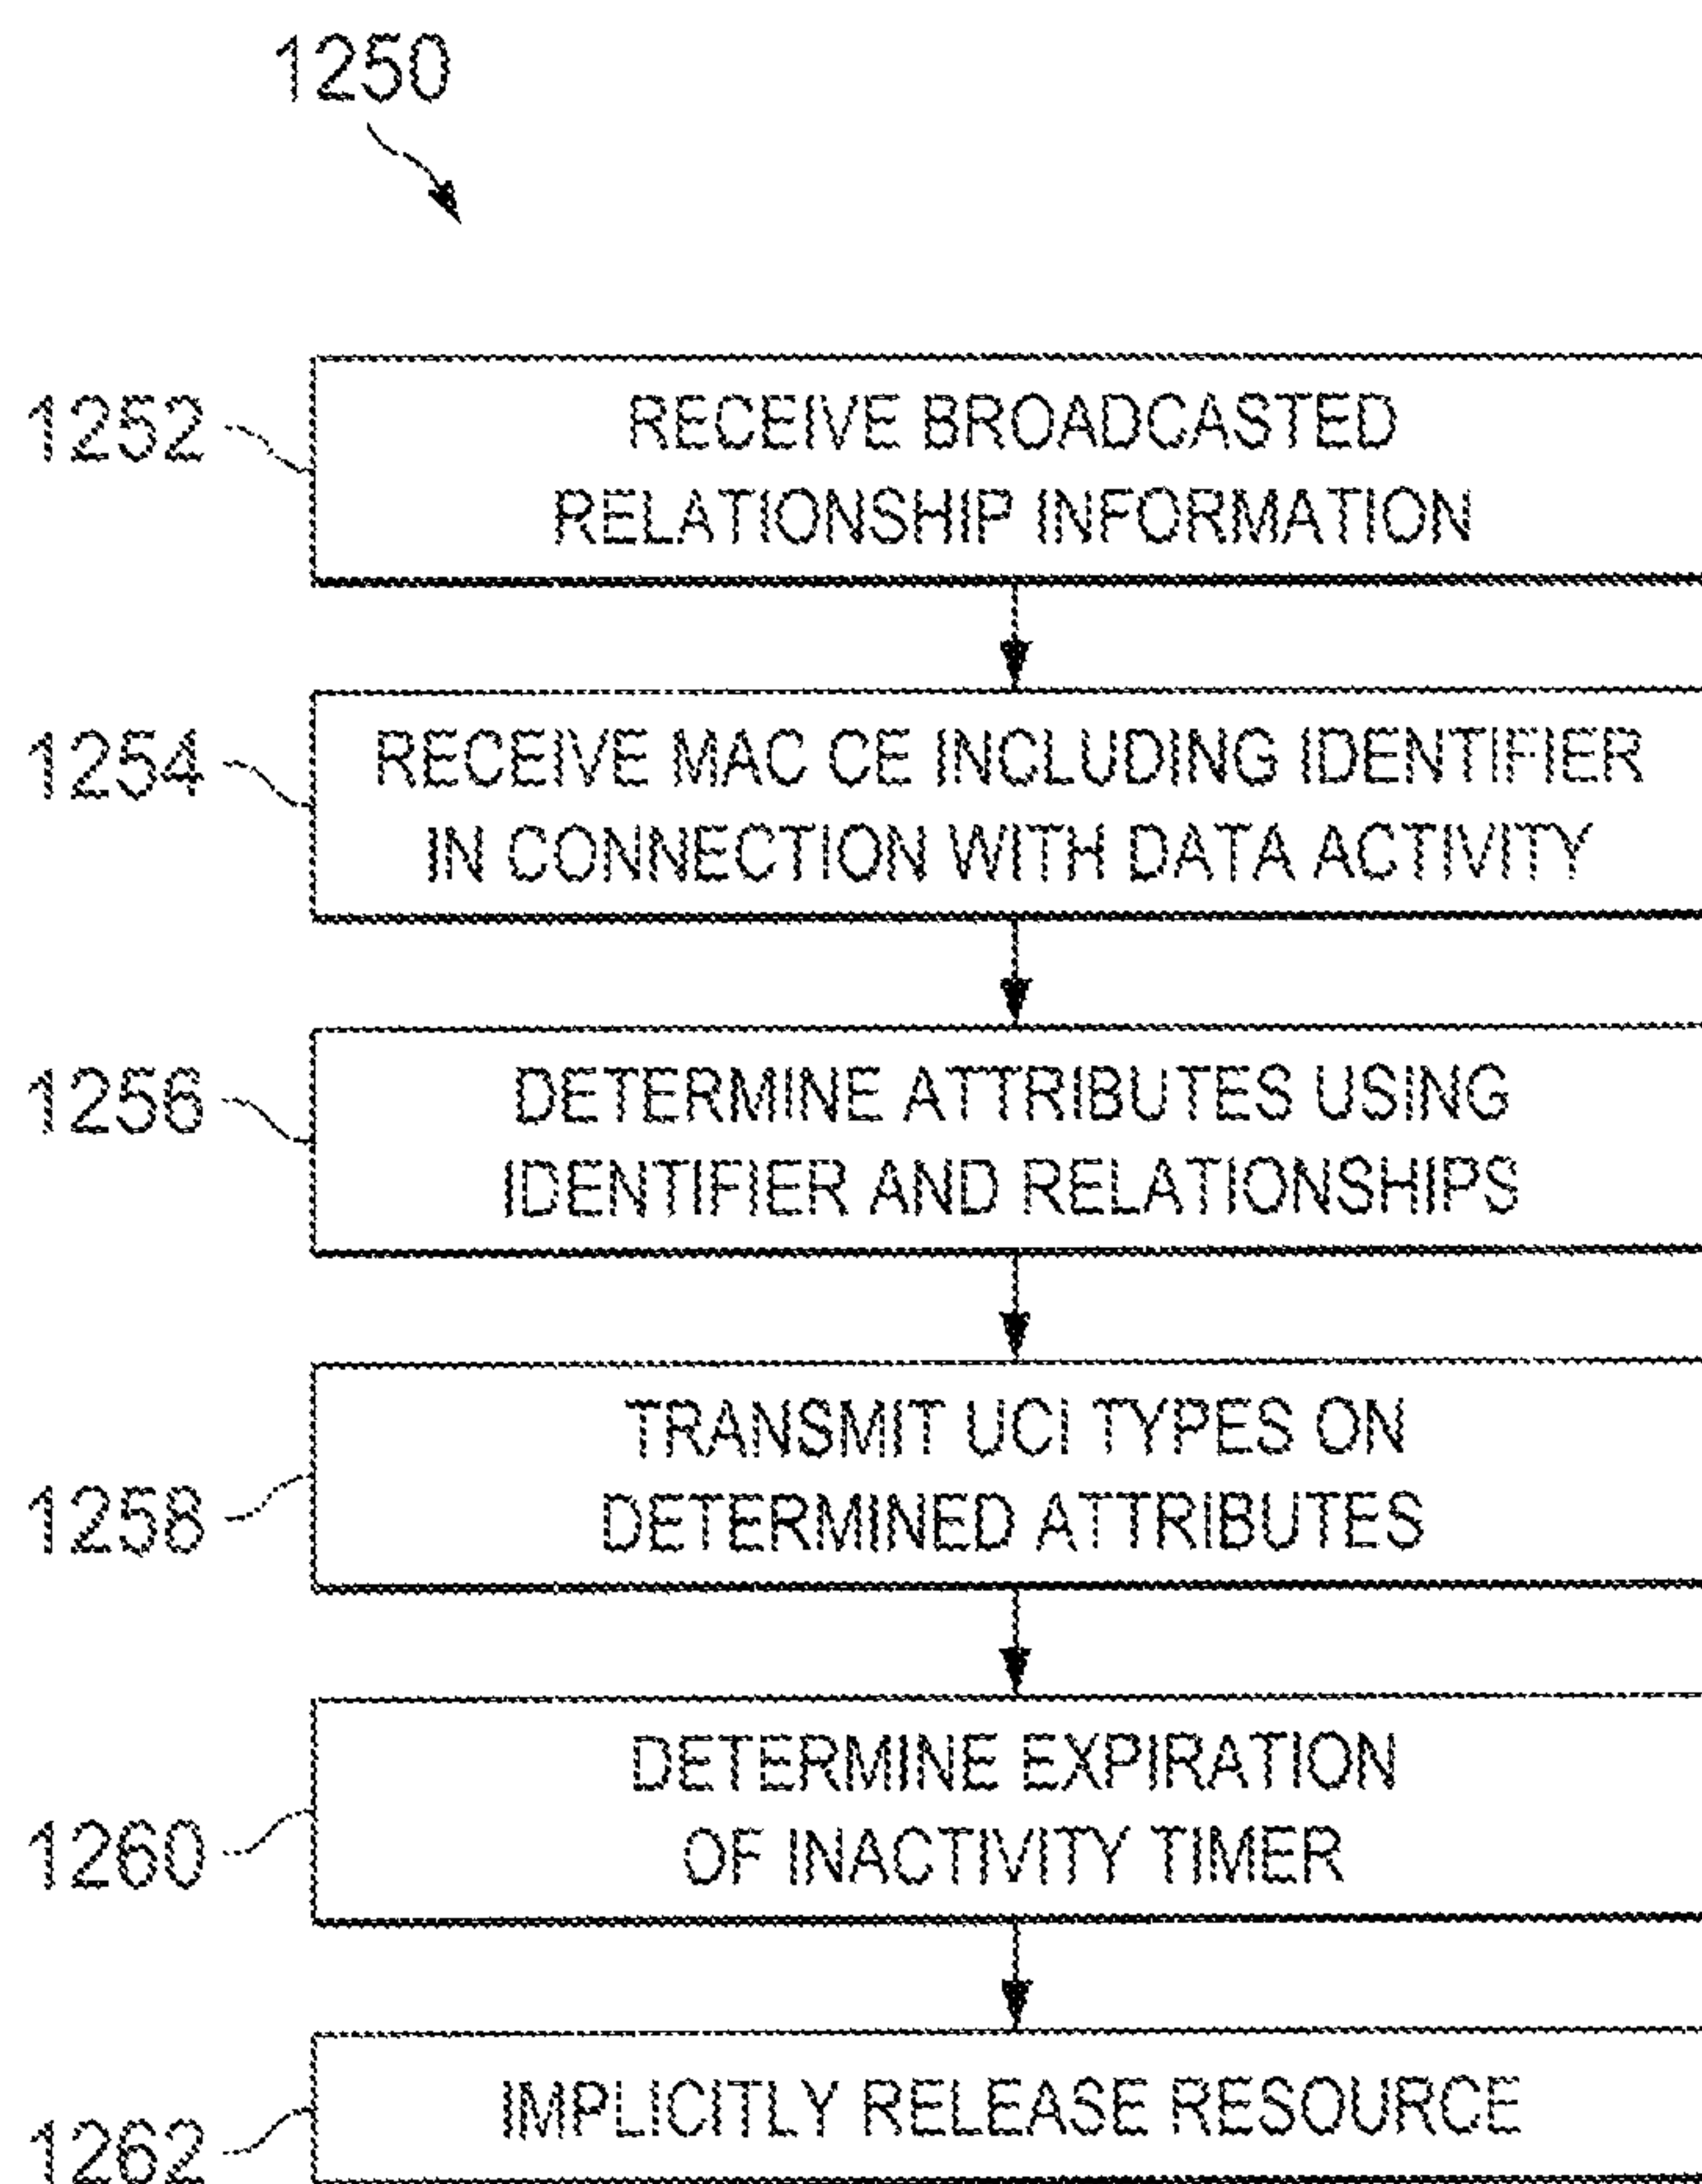 1250
1252
RECEIVE BROADCASTED
RELATIONSHIP INFORMATION
1254
RECEIVE MAC CE INCLUDING IDENTIFIER
IN CONNECTION WITH DATA ACTIVITY
1256
DETERMINE ATTRIBUTES USING
IDENTIFIER AND RELATIONSHIPS
1258
TRANSMIT UCI TYPES ON
DETERMINED ATTRIBUTES
1260
DETERMINE EXPIRATION
OF INACTIVITY TIMER
1262
IMPLICITLY RELEASE RESOURCE